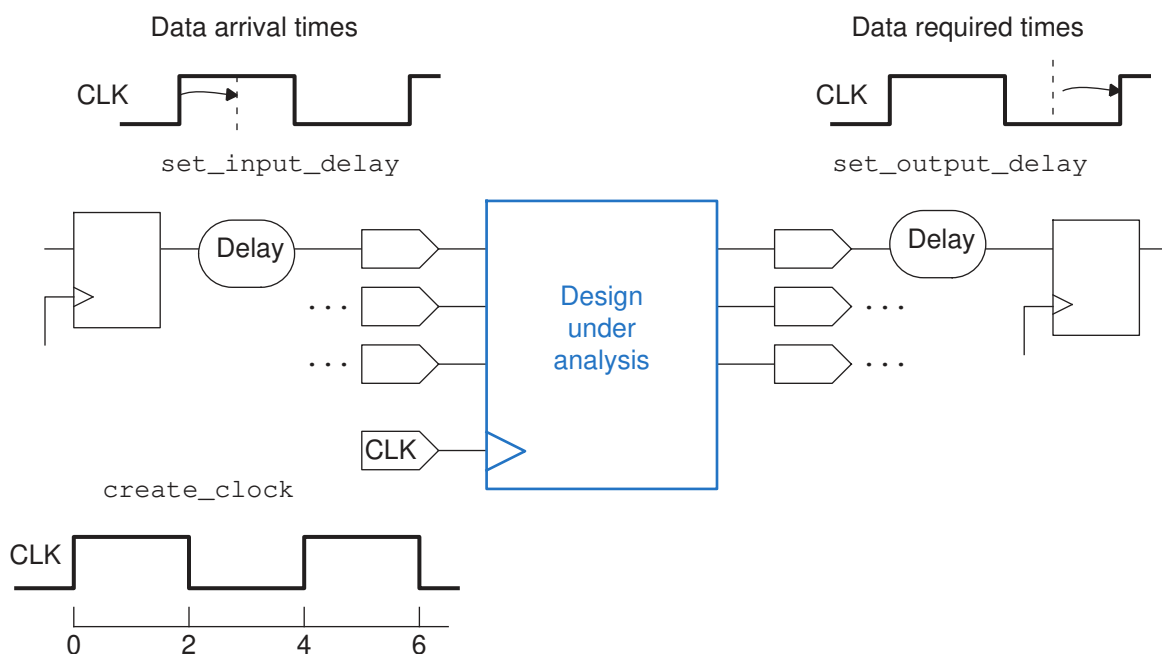 Data arrival times
Data required times
CLK
CLK
set_input_delay
set_output_delay
Delay
Delay
...
...
Design
under
analysis
...
...
CLK
create_clock
CLK
0 2 4 6